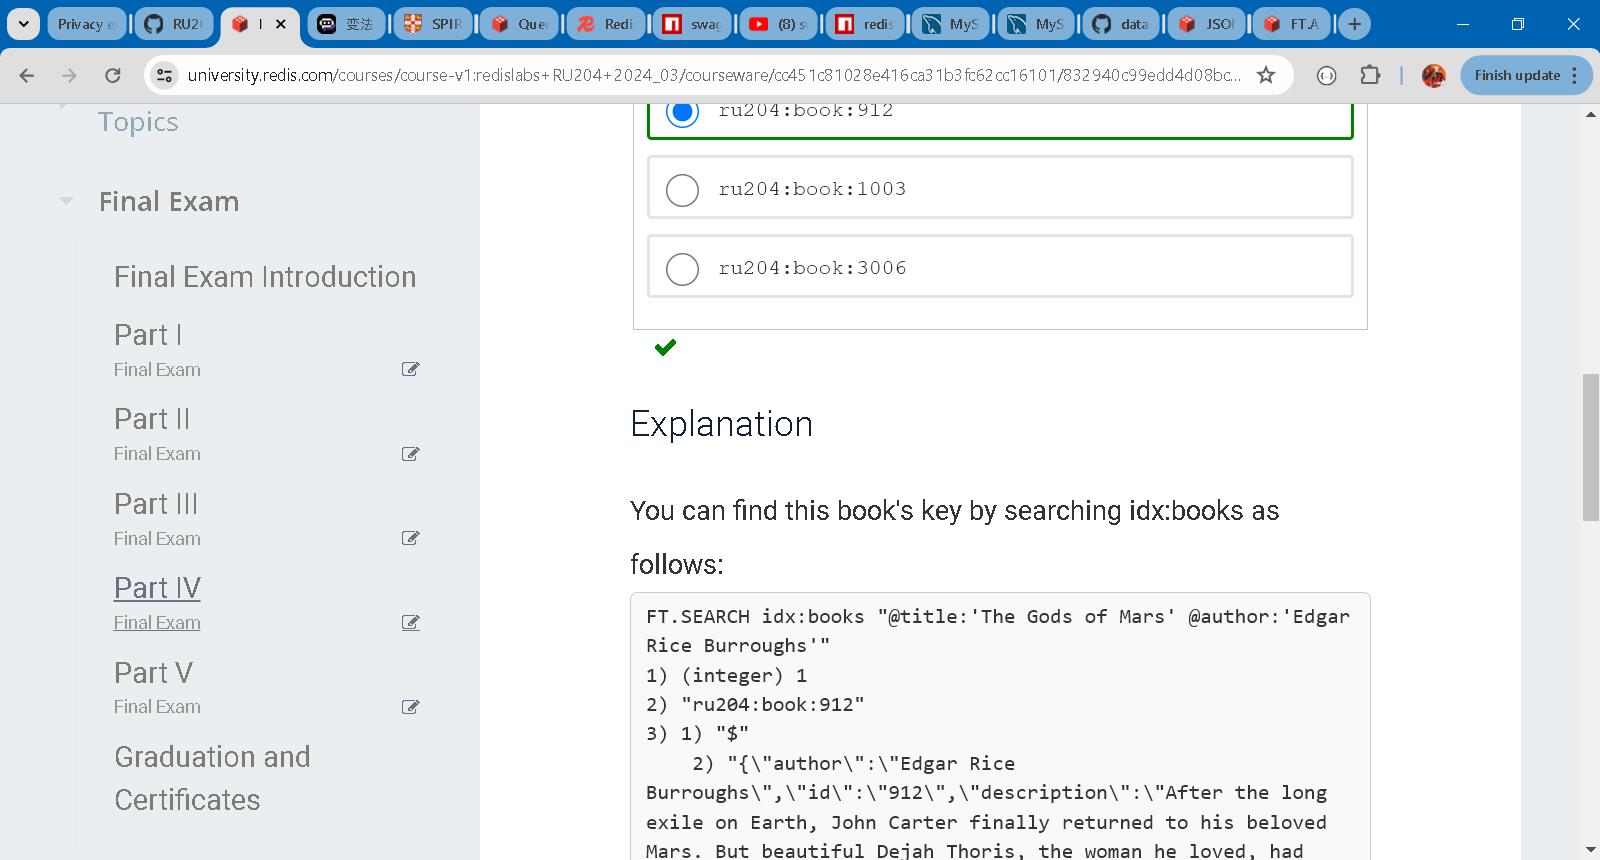 Privacy e
RU2
I
变法
SPIR
Que
Redi
swag
(8) s
redis
MyS
MyS
data
JSO
FT.A
university.redis.com/courses/course-v1:redislabs+RU204+2024_03/courseware/cc451c81028e416ca31b3fc62cc16101/832940c99edd4d08bc...
Finish update
Topics
Final Exam
Final Exam Introduction
Part I
Final Exam
Part II
Final Exam
Part III
Final Exam
Part IV
Final Exam
Part V
Final Exam
Graduation and
Certificates
ru204:book:912
ru204:book:1003
ru204:book:3006
Explanation
You can find this book's key by searching idx:books as
follows:
FT.SEARCH idx:books "@title:'The Gods of Mars' @author:'Edgar
Rice Burroughs'"
1) (integer) 1
2) "ru204:book:912"
3) 1) "$"
2) "{\"author\":\"Edgar Rice
Burroughs\",\"id\":\"912\",\"description\":\"After the long
exile on Earth, John Carter finally returned to his beloved
Mars. But beautiful Dejah Thoris, the woman he loved, had